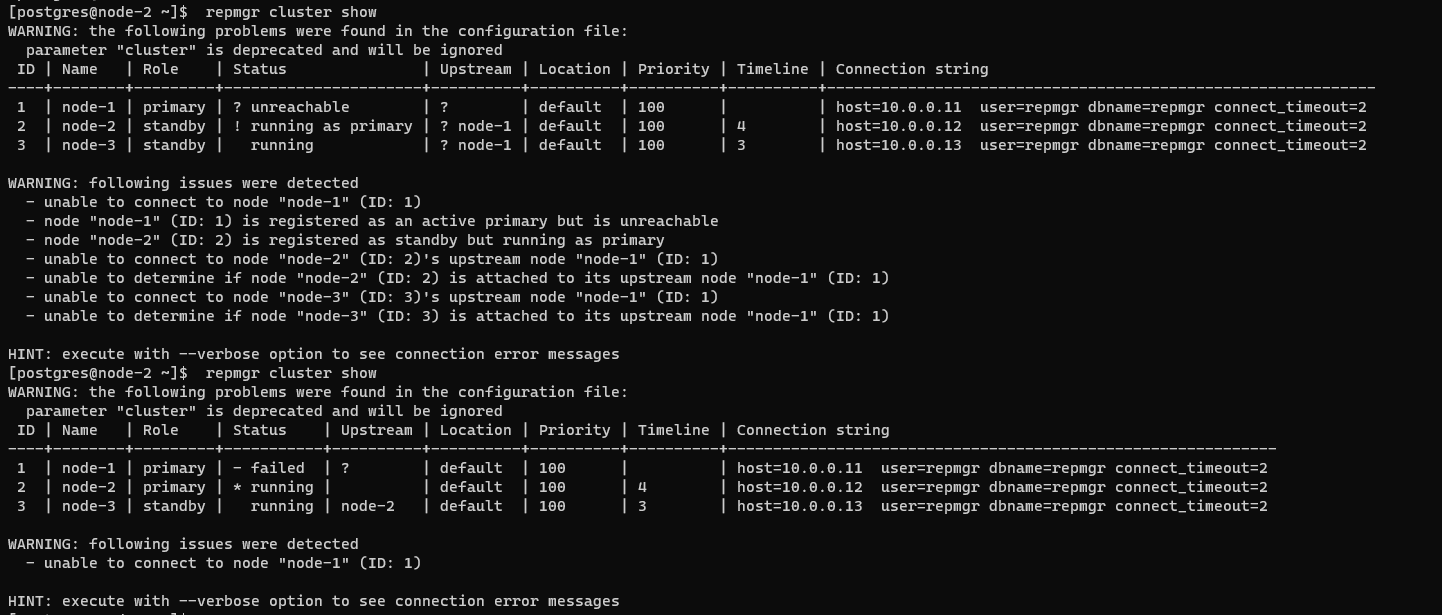 [postgres@node-2 ~]$  repmgr cluster show
WARNING: the following problems were found in the configuration file:
  parameter "cluster" is deprecated and will be ignored
 ID | Name   | Role    | Status               | Upstream | Location | Priority | Timeline | Connection string
----+--------+---------+----------------------+----------+----------+----------+----------+------------------------------------------------------------
 1  | node-1 | primary | ? unreachable        | ?        | default  | 100      |          | host=10.0.0.11  user=repmgr dbname=repmgr connect_timeout=2
 2  | node-2 | standby | ! running as primary | ? node-1 | default  | 100      | 4        | host=10.0.0.12  user=repmgr dbname=repmgr connect_timeout=2
 3  | node-3 | standby |   running            | ? node-1 | default  | 100      | 3        | host=10.0.0.13  user=repmgr dbname=repmgr connect_timeout=2
WARNING: following issues were detected
  - unable to connect to node "node-1" (ID: 1)
  - node "node-1" (ID: 1) is registered as an active primary but is unreachable
  - node "node-2" (ID: 2) is registered as standby but running as primary
  - unable to connect to node "node-2" (ID: 2)'s upstream node "node-1" (ID: 1)
  - unable to determine if node "node-2" (ID: 2) is attached to its upstream node "node-1" (ID: 1)
  - unable to connect to node "node-3" (ID: 3)'s upstream node "node-1" (ID: 1)
  - unable to determine if node "node-3" (ID: 3) is attached to its upstream node "node-1" (ID: 1)
HINT: execute with --verbose option to see connection error messages
[postgres@node-2 ~]$  repmgr cluster show
WARNING: the following problems were found in the configuration file:
  parameter "cluster" is deprecated and will be ignored
 ID | Name   | Role    | Status    | Upstream | Location | Priority | Timeline | Connection string
----+--------+---------+-----------+----------+----------+----------+----------+------------------------------------------------------------
 1  | node-1 | primary | - failed  | ?        | default  | 100      |          | host=10.0.0.11  user=repmgr dbname=repmgr connect_timeout=2
 2  | node-2 | primary | * running |          | default  | 100      | 4        | host=10.0.0.12  user=repmgr dbname=repmgr connect_timeout=2
 3  | node-3 | standby |   running | node-2   | default  | 100      | 3        | host=10.0.0.13  user=repmgr dbname=repmgr connect_timeout=2
WARNING: following issues were detected
  - unable to connect to node "node-1" (ID: 1)
HINT: execute with --verbose option to see connection error messages